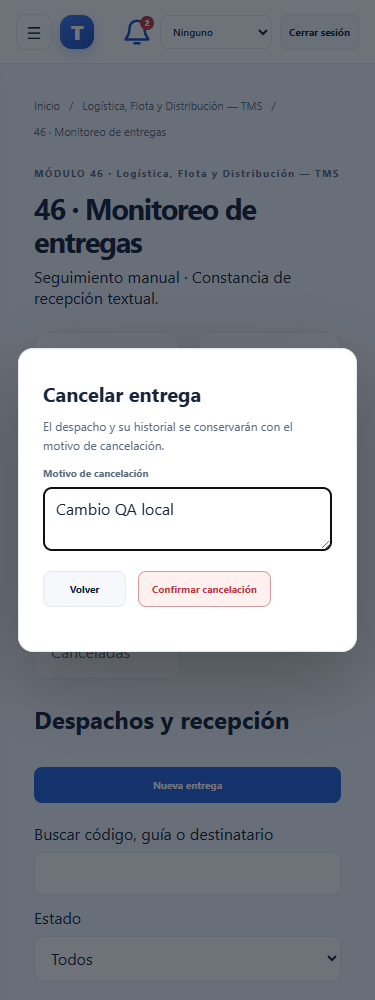 ☰ T 2 Ninguno Cerrar sesión
Inicio / Logística, Flota y Distribución — TMS /
46 · Monitoreo de entregas
MÓDULO 46 · Logística, Flota y Distribución — TMS
46 · Monitoreo de
entregas
Seguimiento manual · Constancia de
recepción textual.
Cancelar entrega
El despacho y su historial se conservarán con el
motivo de cancelación.
Motivo de cancelación
Cambio QA local
Volver Confirmar cancelación
Canceladas
Despachos y recepción
Nueva entrega
Buscar código, guía o destinatario
Estado
Todos